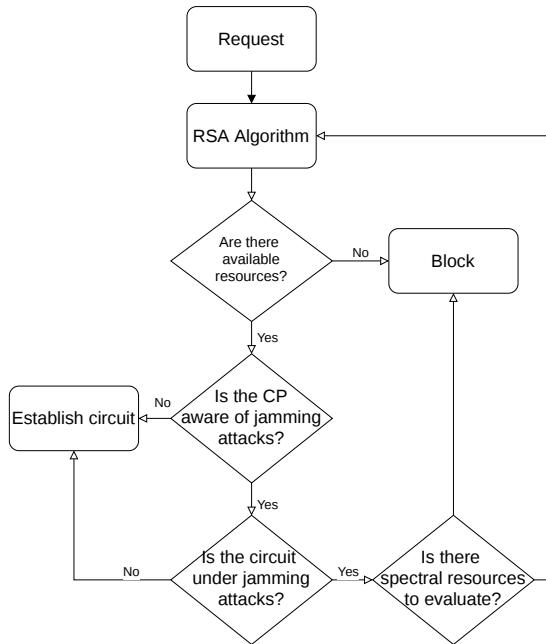 Request
RSA Algorithm
Are there
available
resources?
No
Block
Yes
Is the CP
aware of jamming
attacks?
No
Establish circuit
Yes
Is the circuit
under jamming
attacks?
No
Yes
Is there
spectral resources
to evaluate?